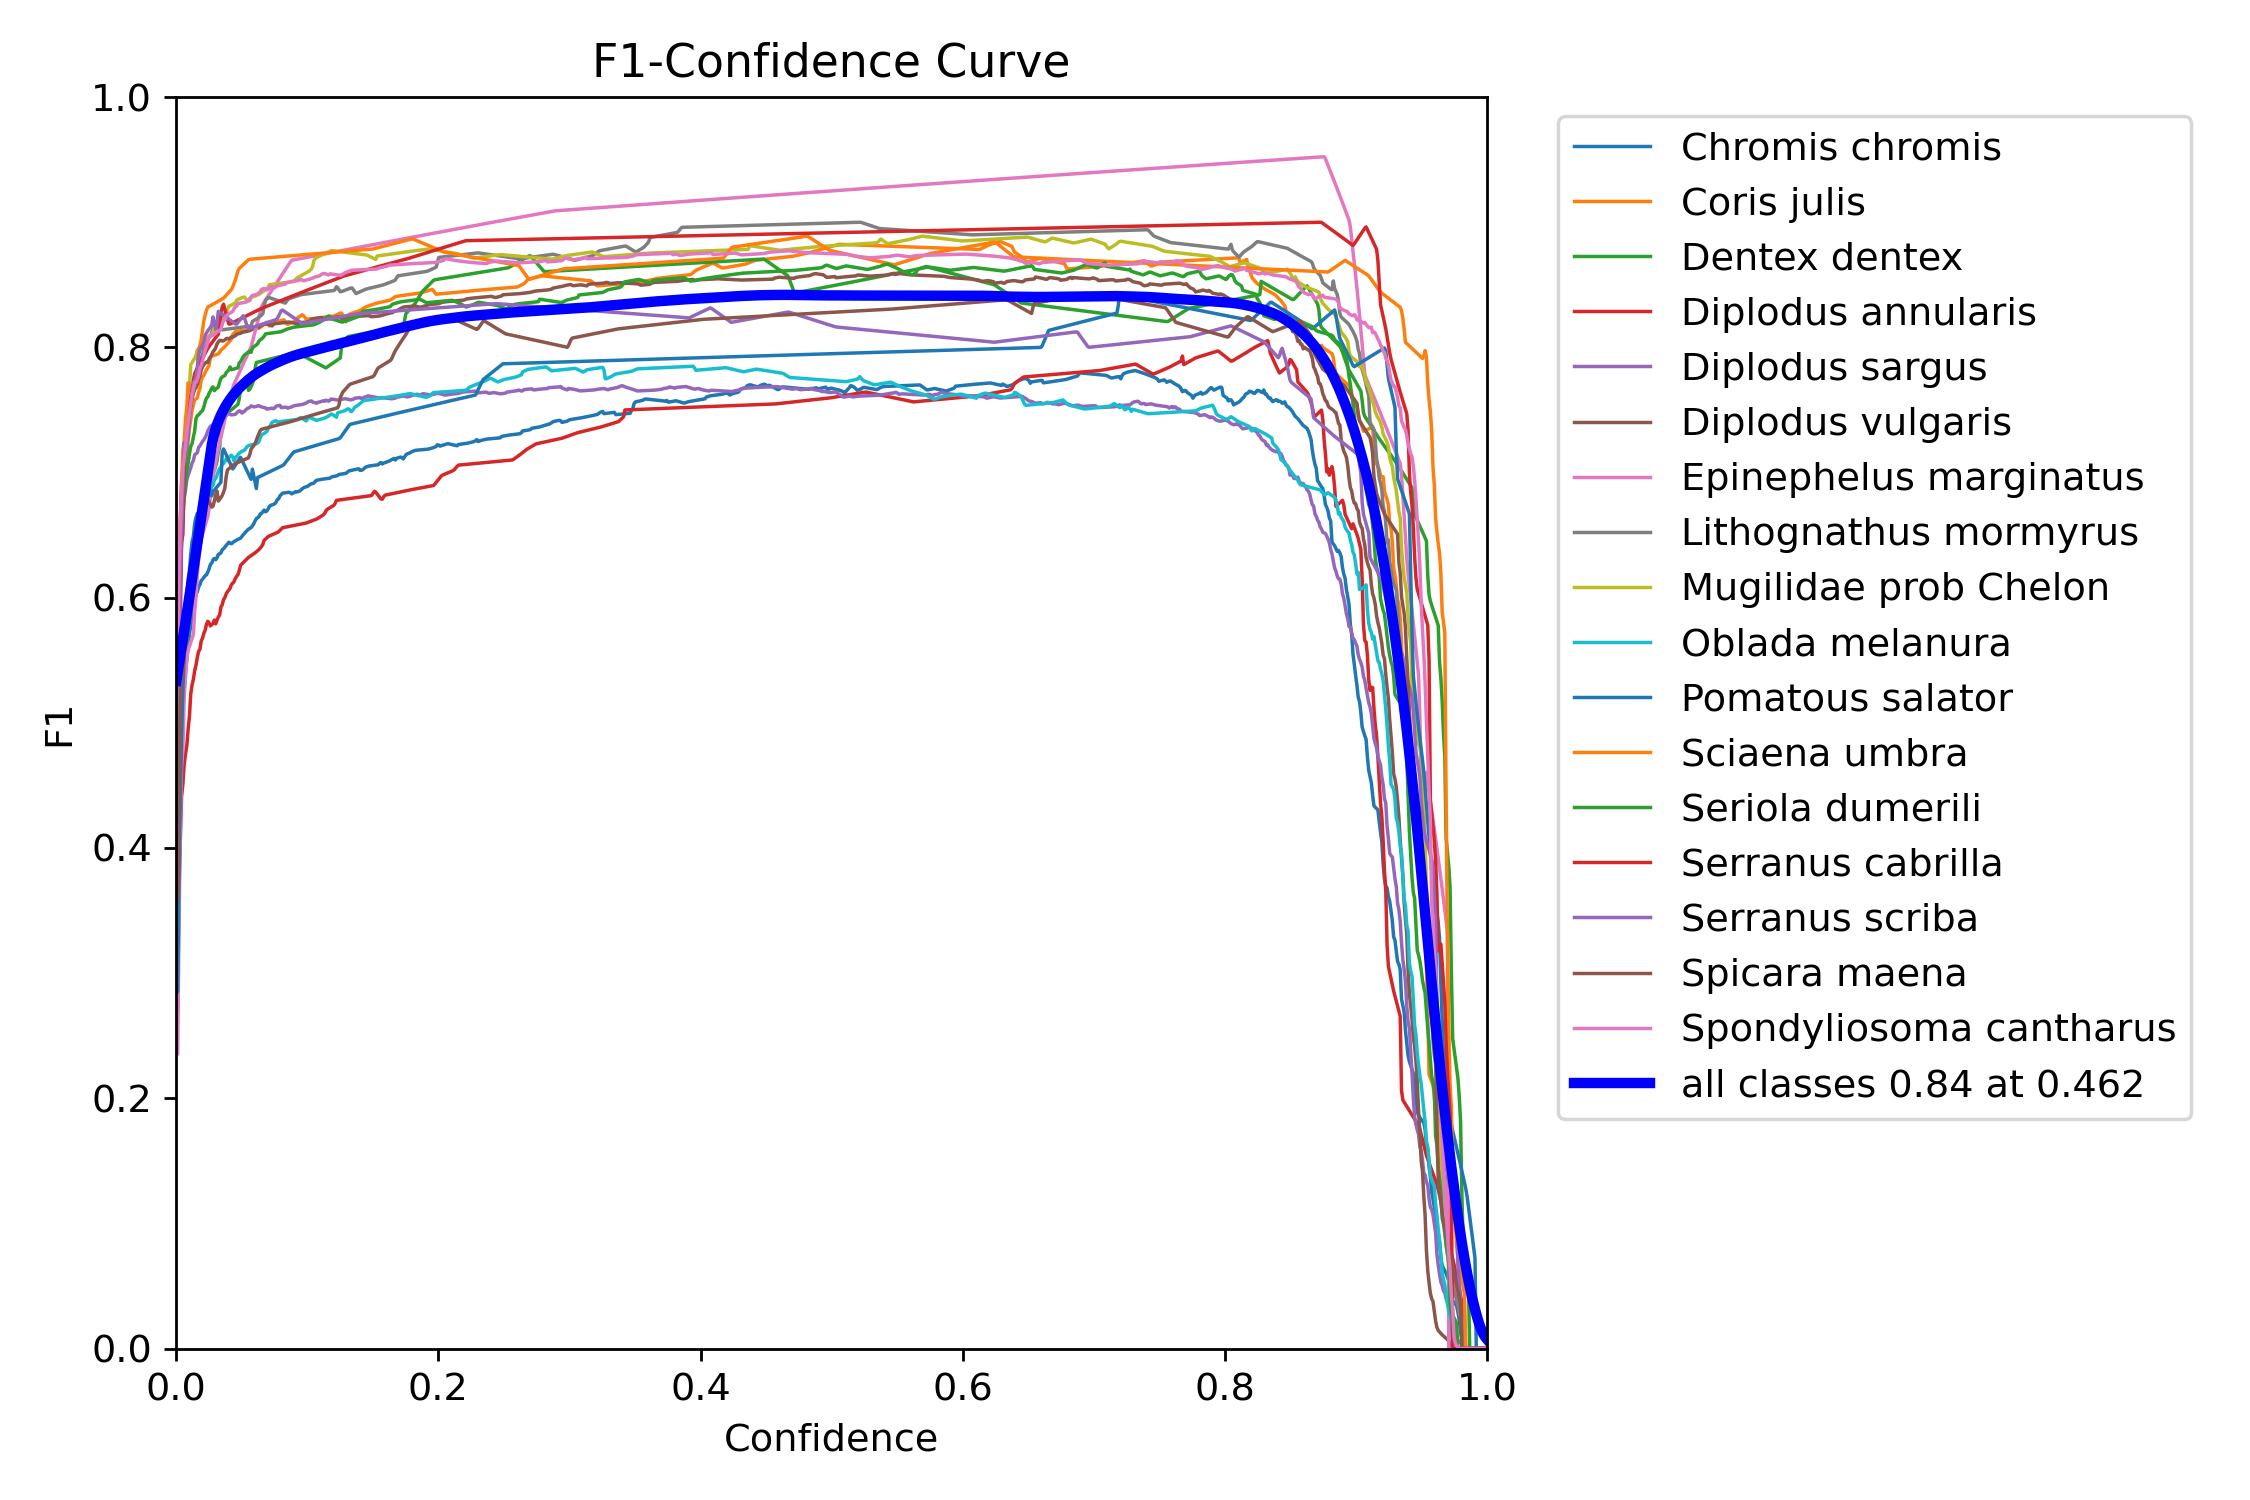 F1-Confidence Curve
1.0
0.8
0.6
0.4
0.2
0.0
F1
0.0 0.2 0.4 0.6 0.8 1.0
Confidence
Chromis chromis
Coris julis
Dentex dentex
Diplodus annularis
Diplodus sargus
Diplodus vulgaris
Epinephelus marginatus
Lithognathus mormyrus
Mugilidae prob Chelon
Oblada melanura
Pomatous salator
Sciaena umbra
Seriola dumerili
Serranus cabrilla
Serranus scriba
Spicara maena
Spondyliosoma cantharus
all classes 0.84 at 0.462